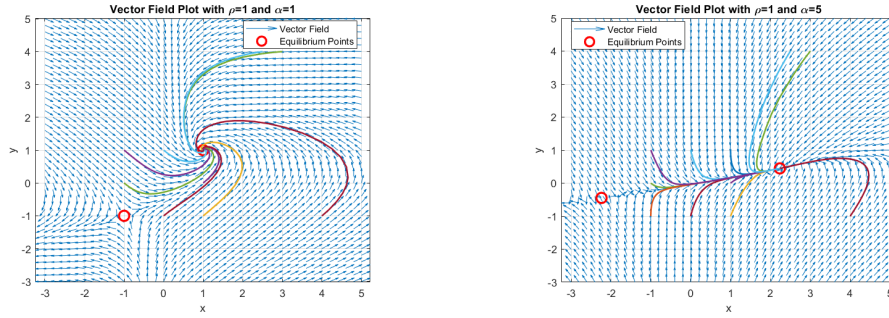 Vector Field Plot with ρ=1 and α=1
Vector Field
Equilibrium Points
5
4
3
2
1
0
-1
-2
-3
y
-3 -2 -1 0 1 2 3 4 5
x
Vector Field Plot with ρ=1 and α=5
Vector Field
Equilibrium Points
5
4
3
2
1
0
-1
-2
-3
y
-3 -2 -1 0 1 2 3 4 5
x